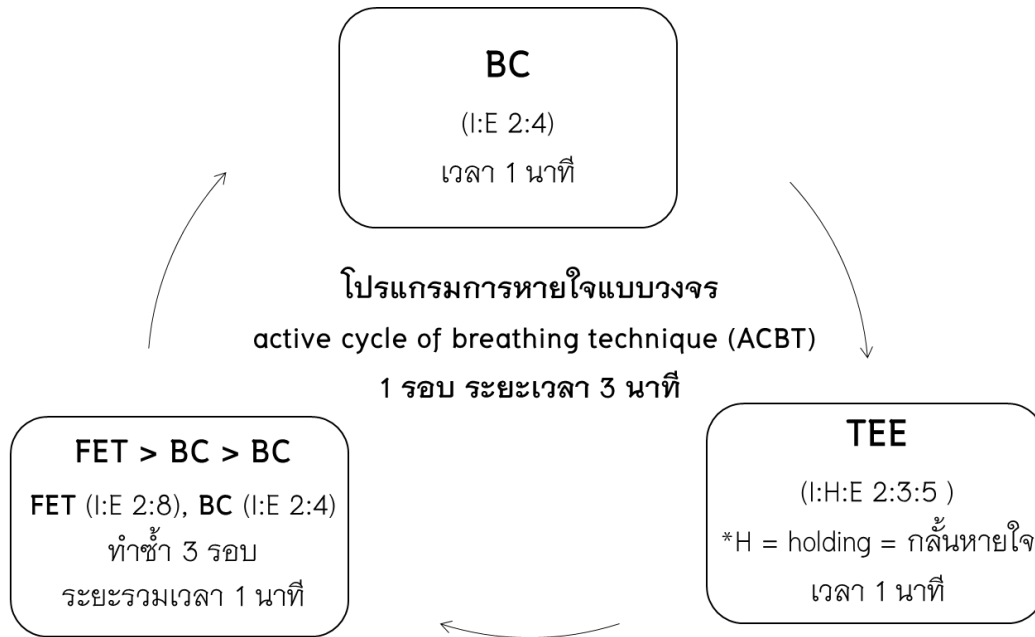 BC
(I:E 2:4)
เวลา 1 นาที
โปรแกรมการหายใจแบบวงจร
active cycle of breathing technique (ACBT)
1 รอบ ระยะเวลา 3 นาที
TEE
(I:H:E 2:3:5 )
*H = holding = กลั้นหายใจ
เวลา 1 นาที
FET > BC > BC
FET (I:E 2:8), BC (I:E 2:4)
ทำซ้ำ 3 รอบ
ระยะรวมเวลา 1 นาที